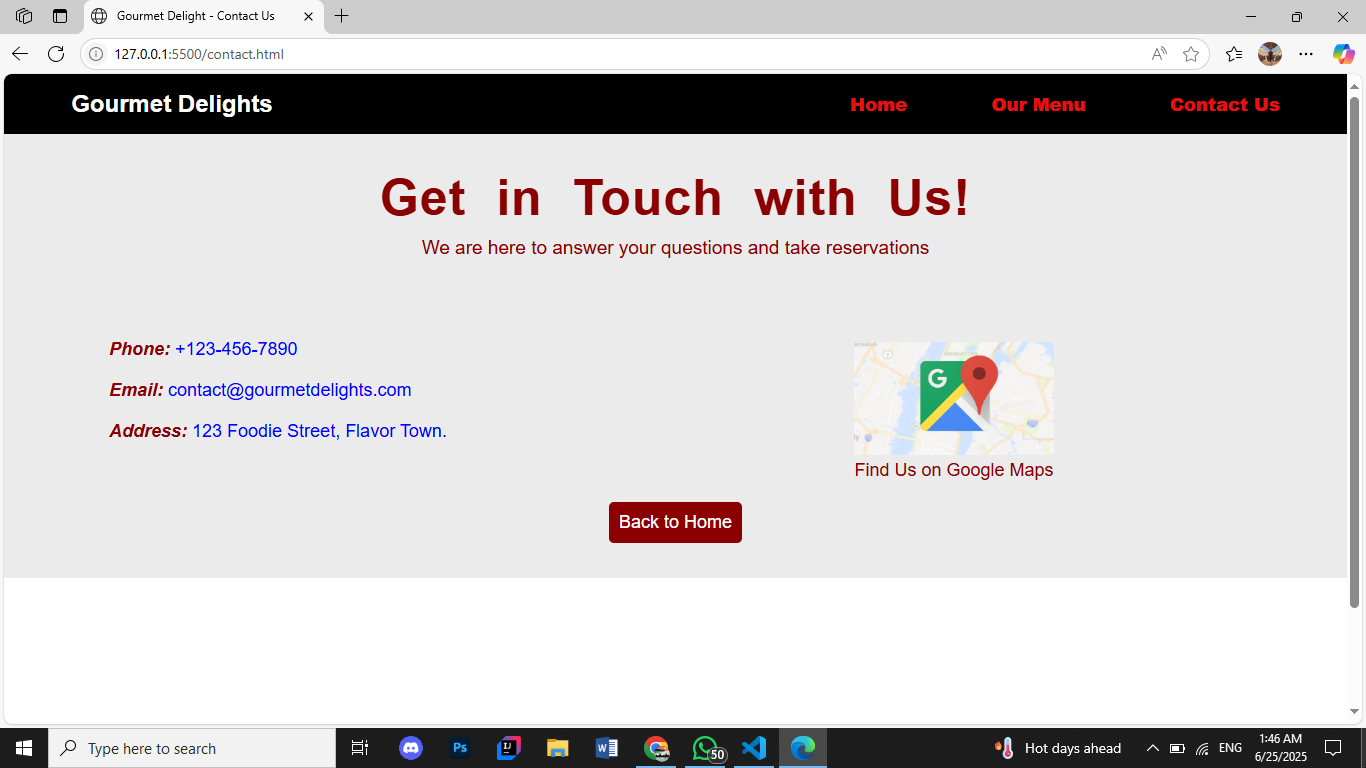 Gourmet Delight - Contact Us
127.0.0.1:5500/contact.html
Gourmet Delights
Home
Our Menu
Contact Us
Get in Touch with Us!
We are here to answer your questions and take reservations
Phone: +123-456-7890
Email: contact@gourmetdelights.com
Address: 123 Foodie Street, Flavor Town.
G
Find Us on Google Maps
Back to Home
Type here to search
Ps
IJ
W
50
Hot days ahead
ENG
1:46 AM
6/25/2025